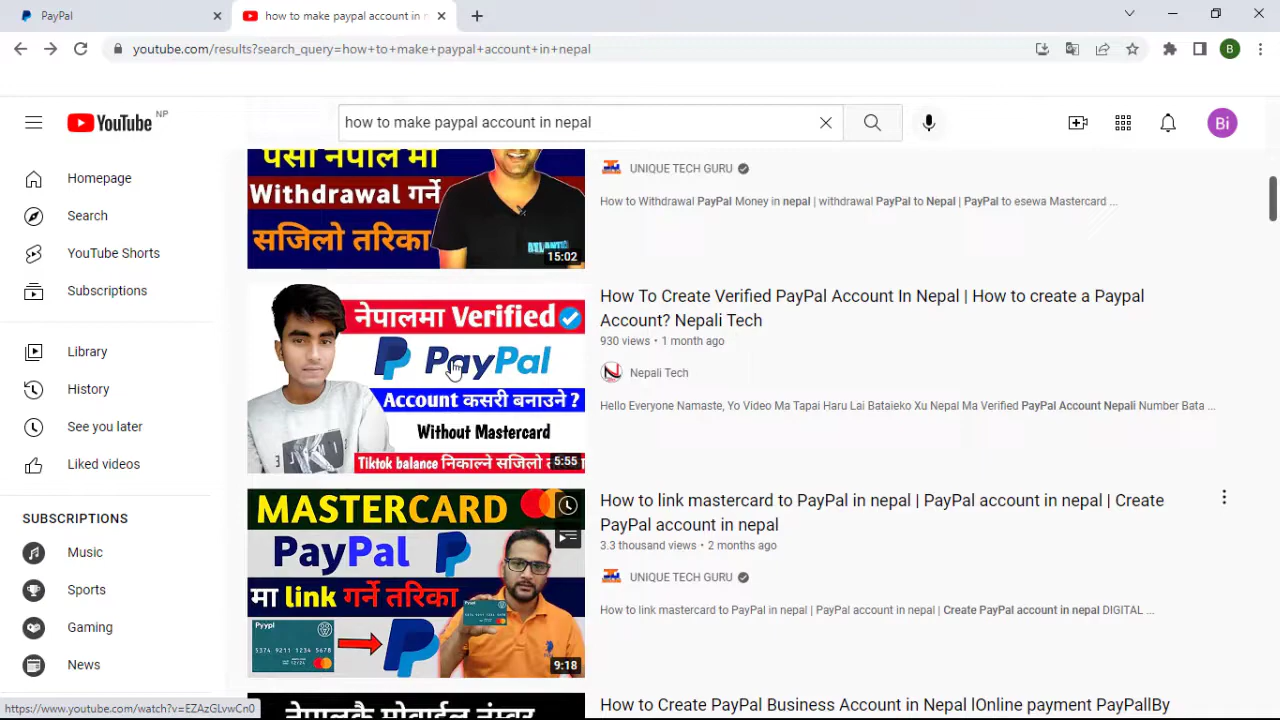 PayPal
how to make paypal account in n
youtube.com/results?search_query=how+to+make+paypal+account+in+nepal
B
YouTube NP
how to make paypal account in nepal
Bi
Homepage
Search
YouTube Shorts
Subscriptions
Library
History
See you later
Liked videos
SUBSCRIPTIONS
Music
Sports
Gaming
News
https://www.youtube.com/watch?v=EZAzGLvwCn0
पैसा नेपाल मा
Withdrawal गर्ने
सजिलो तरिका
15:02
UNIQUE TECH GURU
How to Withdrawal PayPal Money in nepal | withdrawal PayPal to Nepal | PayPal to esewa Mastercard ...
नेपालमा Verified
PayPal
Account कसरी बनाउने ?
Without Mastercard
Tiktok balance निकाल्ने सजिलो
5:55
How To Create Verified PayPal Account In Nepal | How to create a Paypal
Account? Nepali Tech
930 views • 1 month ago
Nepali Tech
Hello Everyone Namaste, Yo Video Ma Tapai Haru Lai Bataieko Xu Nepal Ma Verified PayPal Account Nepali Number Bata ...
MASTERCARD
PayPal
मा link गर्ने तरिका
Pyypl
5374 9211 1258 3234
9:18
How to link mastercard to PayPal in nepal | PayPal account in nepal | Create
PayPal account in nepal
3.3 thousand views • 2 months ago
UNIQUE TECH GURU
How to link mastercard to PayPal in nepal | PayPal account in nepal | Create PayPal account in nepal DIGITAL ...
नेपालकै मोबाईल नंम्बर
How to Create PayPal Business Account in Nepal lOnline payment PayPallBy